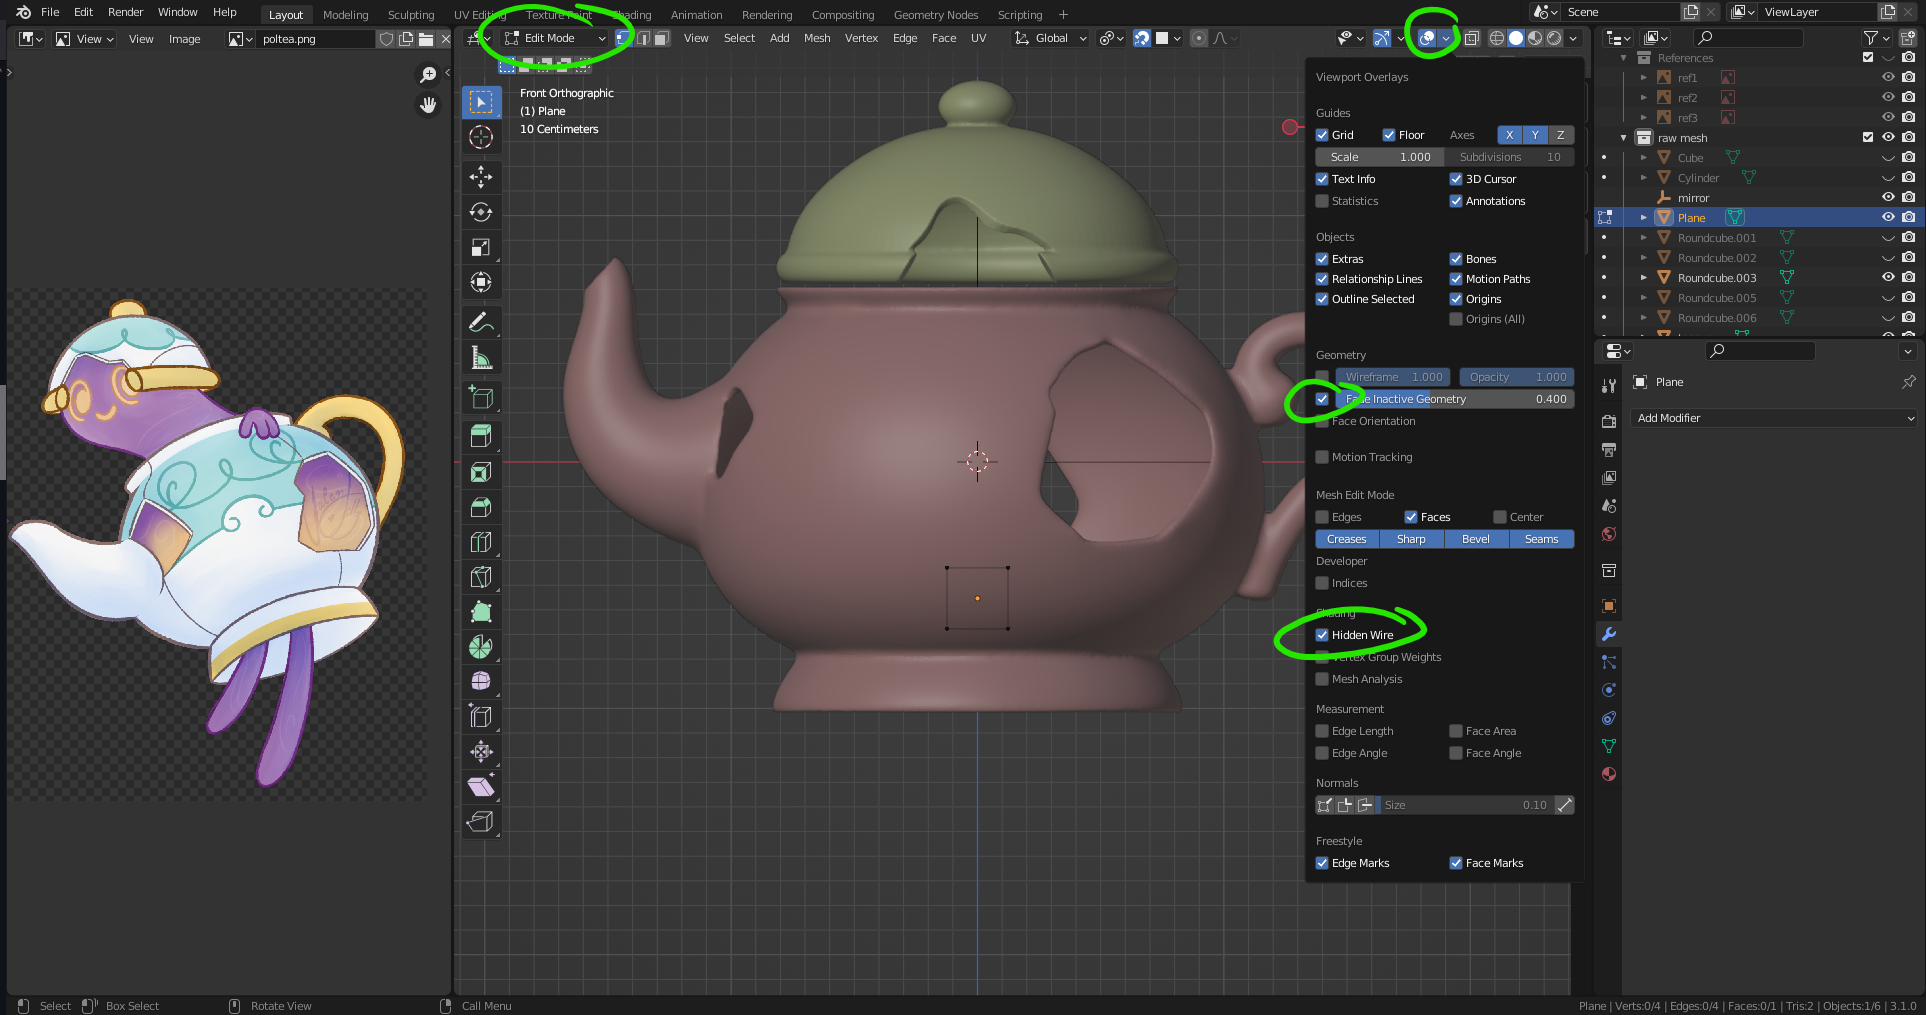 File Edit Render Window Help Layout Modeling Sculpting UV Editing Texture Paint Shading Animation Rendering Compositing Geometry Nodes Scripting + Scene ViewLayer
View View Image poltea.png
Edit Mode View Select Add Mesh Vertex Edge Face UV Global
Front Orthographic
(1) Plane
10 Centimeters
Viewport Overlays
Guides
Grid Floor Axes X Y Z
Scale 1.000 Subdivisions 10
Text Info 3D Cursor
Statistics Annotations
Objects
Extras Bones
Relationship Lines Motion Paths
Outline Selected Origins
Origins (All)
Geometry
Wireframe 1.000 Opacity 1.000
Fade Inactive Geometry 0.400
Face Orientation
Motion Tracking
Mesh Edit Mode
Edges Faces Center
Creases Sharp Bevel Seams
Developer
Indices
Shading
Hidden Wire
Vertex Group Weights
Mesh Analysis
Measurement
Edge Length Face Area
Edge Angle Face Angle
Normals
Size 0.10
Freestyle
Edge Marks Face Marks
References
ref1
ref2
ref3
raw mesh
Cube
Cylinder
mirror
Plane
Roundcube.001
Roundcube.002
Roundcube.003
Roundcube.005
Roundcube.006
Plane
Add Modifier
Select Box Select Rotate View Call Menu Plane | Verts:0/4 | Edges:0/4 | Faces:0/1 | Tris:2 | Objects:1/6 | 3.1.0